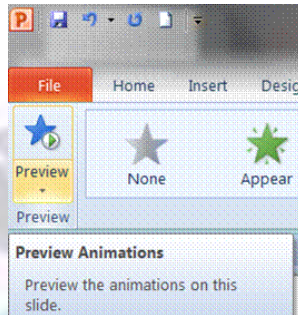 P
File Home Insert Desig
Preview None Appear
Preview
Preview Animations
Preview the animations on this
slide.